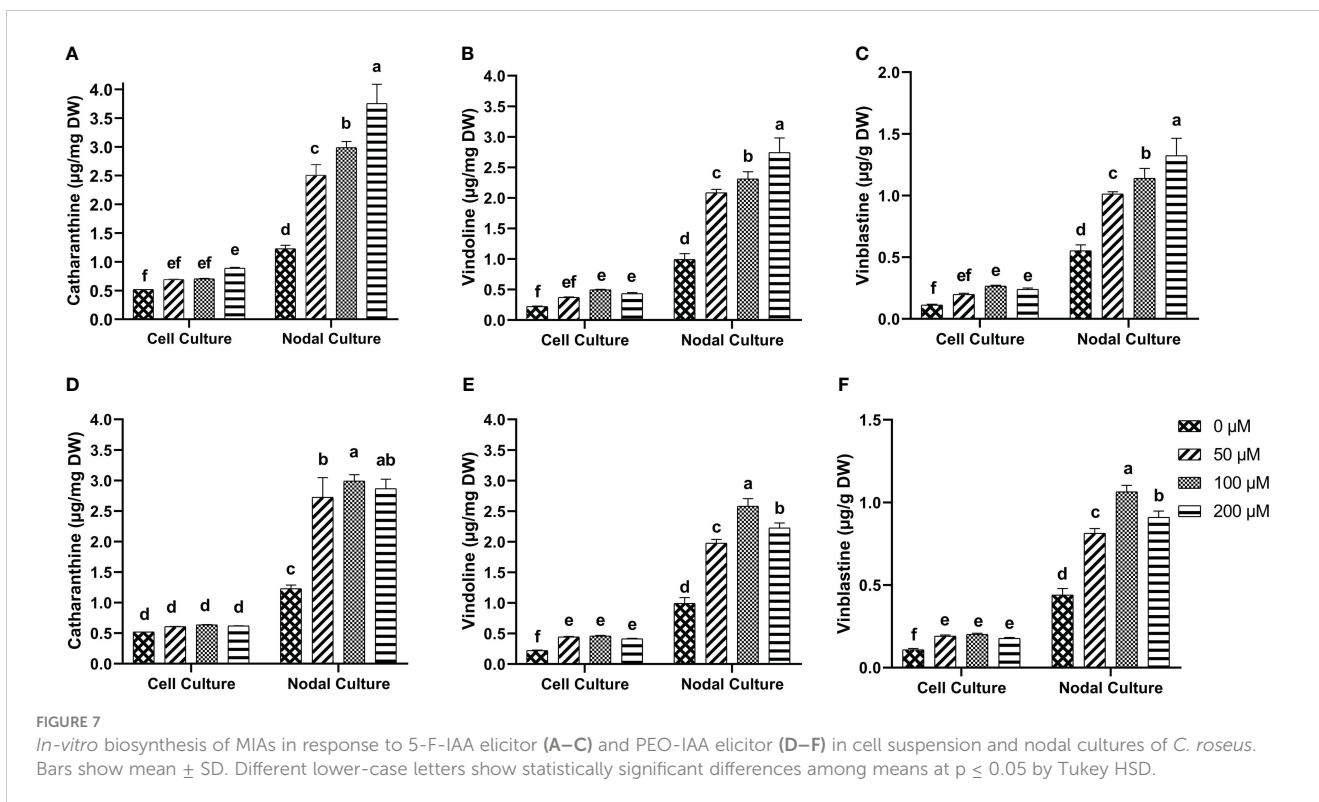 A
B
C
Catharanthine (µg/mg DW)
4.0
3.5
3.0
2.5
2.0
1.5
1.0
0.5
0.0
f ef ef e d c b a
Cell Culture Nodal Culture
Vindoline (µg/mg DW)
4.0
3.5
3.0
2.5
2.0
1.5
1.0
0.5
0.0
f ef e e d c b a
Cell Culture Nodal Culture
Vinblastine (µg/g DW)
2.0
1.5
1.0
0.5
0.0
f ef e e d c b a
Cell Culture Nodal Culture
D
E
F
Catharanthine (µg/mg DW)
4.0
3.5
3.0
2.5
2.0
1.5
1.0
0.5
0.0
d d d d c b a ab
Cell Culture Nodal Culture
Vindoline (µg/mg DW)
4.0
3.5
3.0
2.5
2.0
1.5
1.0
0.5
0.0
f e e e d c a b
Cell Culture Nodal Culture
Vinblastine (µg/g DW)
1.5
1.0
0.5
0.0
f e e e d c a b
Cell Culture Nodal Culture
0 µM
50 µM
100 µM
200 µM
FIGURE 7
In-vitro biosynthesis of MIAs in response to 5-F-IAA elicitor (A–C) and PEO-IAA elicitor (D–F) in cell suspension and nodal cultures of C. roseus.
Bars show mean ± SD. Different lower-case letters show statistically significant differences among means at p ≤ 0.05 by Tukey HSD.